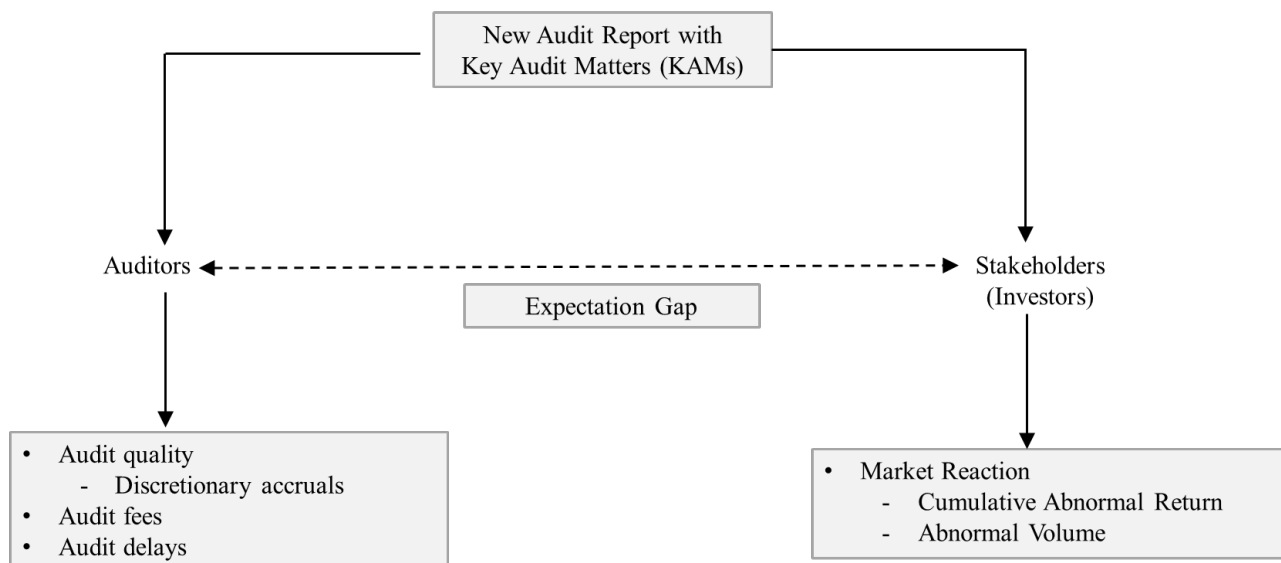 New Audit Report with
Key Audit Matters (KAMs)
Auditors
Stakeholders
(Investors)
Expectation Gap
• Audit quality
- Discretionary accruals
• Audit fees
• Audit delays
• Market Reaction
- Cumulative Abnormal Return
- Abnormal Volume